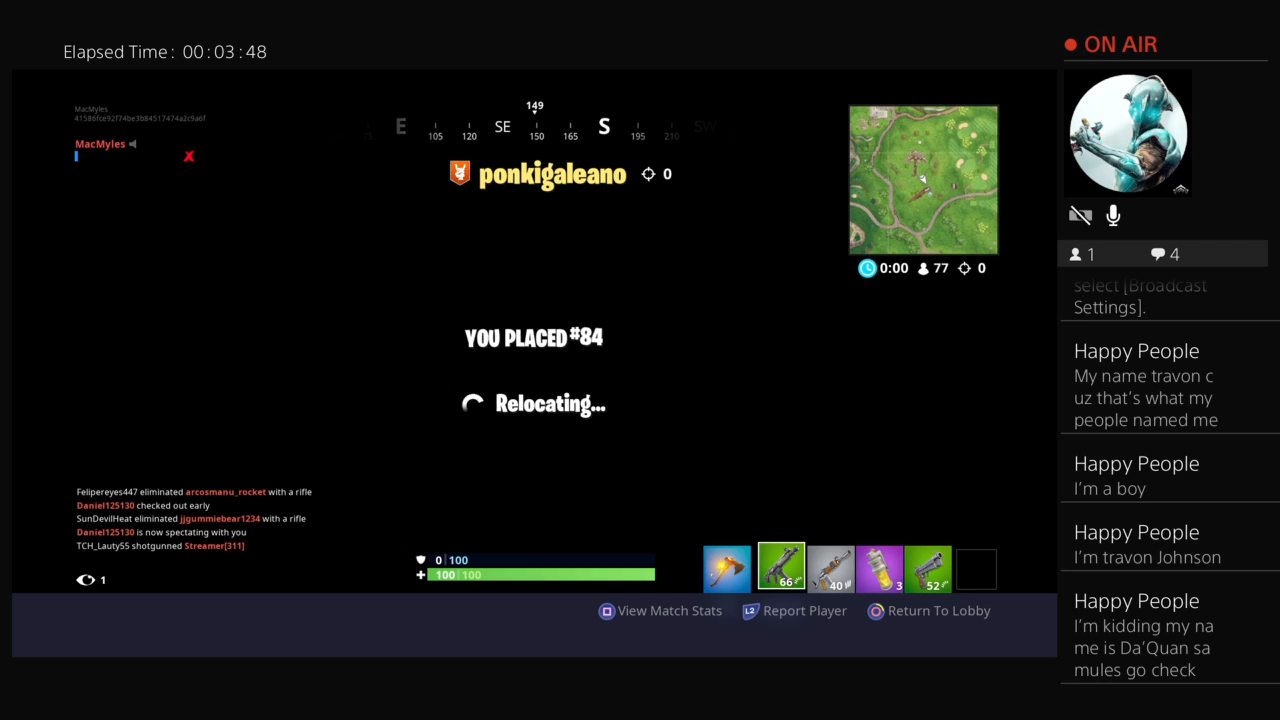 Elapsed Time: 00:03:48
ON AIR
MacMyles
41586fce92f74be3b84517474a2c9a6f
MacMyles
149
75 E 105 120 SE 150 165 S 195 210 SW
ponkigaleano 0
0:00 77 0
YOU PLACED #84
Relocating...
Felipereyes447 eliminated arcosmanu_rocket with a rifle
Daniel125130 checked out early
SunDevilHeat eliminated jjgummiebear1234 with a rifle
Daniel125130 is now spectating with you
TCH_Lauty55 shotgunned Streamer[311]
1
0 | 100
100 | 100
66 40 3 52
View Match Stats L2 Report Player Return To Lobby
1 4
select [Broadcast
Settings].
Happy People
My name travon c
uz that's what my
people named me
Happy People
I'm a boy
Happy People
I'm travon Johnson
Happy People
I'm kidding my na
me is Da'Quan sa
mules go check